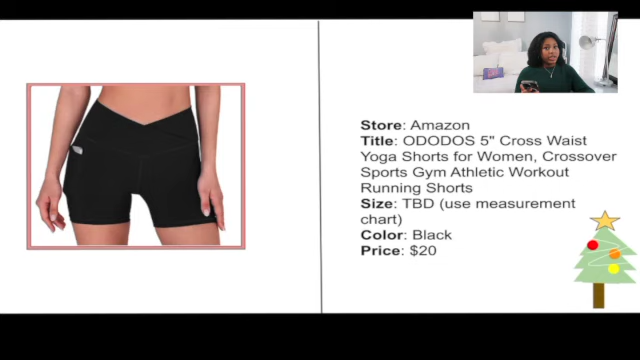 Store: Amazon
Title: ODODOS 5" Cross Waist
Yoga Shorts for Women, Crossover
Sports Gym Athletic Workout
Running Shorts
Size: TBD (use measurement
chart)
Color: Black
Price: $20